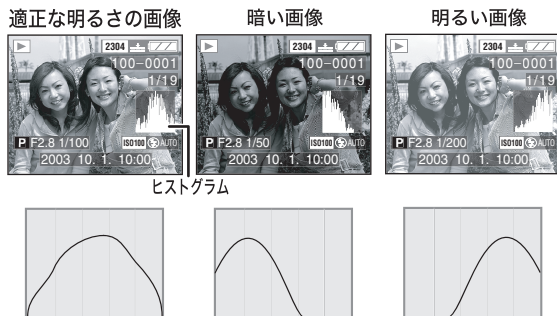 適正な明るさの画像
暗い画像
明るい画像
2304
100-0001
1/19
P F2.8 1/100
ISO100
AUTO
2003 10. 1. 10:00
2304
100-0001
1/19
P F2.8 1/50
ISO100
AUTO
2003 10. 1. 10:00
2304
100-0001
1/19
P F2.8 1/200
ISO100
AUTO
2003 10. 1. 10:00
ヒストグラム